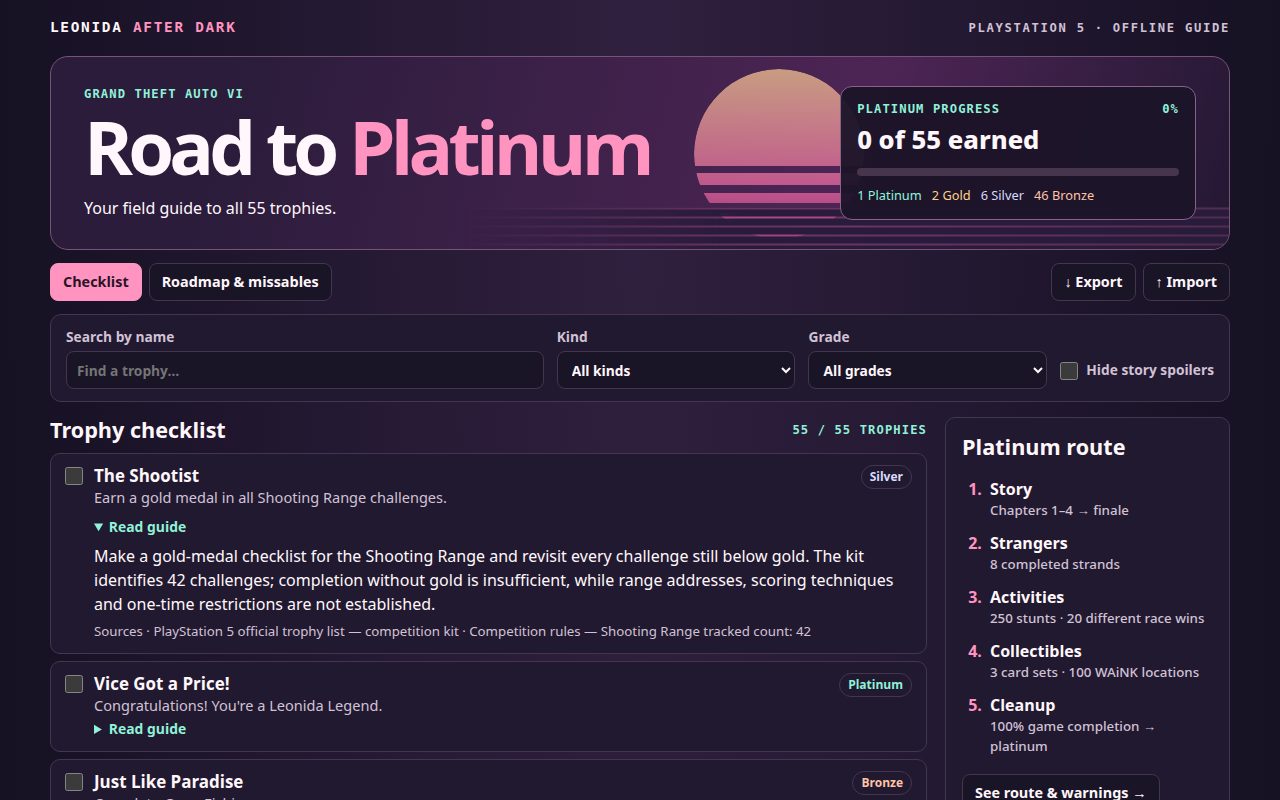 LEONIDA AFTER DARK
PLAYSTATION 5 · OFFLINE GUIDE
GRAND THEFT AUTO VI
Road to Platinum
Your field guide to all 55 trophies.
PLATINUM PROGRESS 0%
0 of 55 earned
1 Platinum 2 Gold 6 Silver 46 Bronze
Checklist
Roadmap & missables
↓ Export
↑ Import
Search by name
Find a trophy...
Kind
All kinds
Grade
All grades
Hide story spoilers
Trophy checklist
55 / 55 TROPHIES
The Shootist
Silver
Earn a gold medal in all Shooting Range challenges.
▼ Read guide
Make a gold-medal checklist for the Shooting Range and revisit every challenge still below gold. The kit
identifies 42 challenges; completion without gold is insufficient, while range addresses, scoring techniques
and one-time restrictions are not established.
Sources · PlayStation 5 official trophy list — competition kit · Competition rules — Shooting Range tracked count: 42
Vice Got a Price!
Platinum
Congratulations! You're a Leonida Legend.
▶ Read guide
Just Like Paradise
Bronze
Platinum route
1. Story
Chapters 1–4 → finale
2. Strangers
8 completed strands
3. Activities
250 stunts · 20 different race wins
4. Collectibles
3 card sets · 100 WAiNK locations
5. Cleanup
100% game completion →
platinum
See route & warnings →